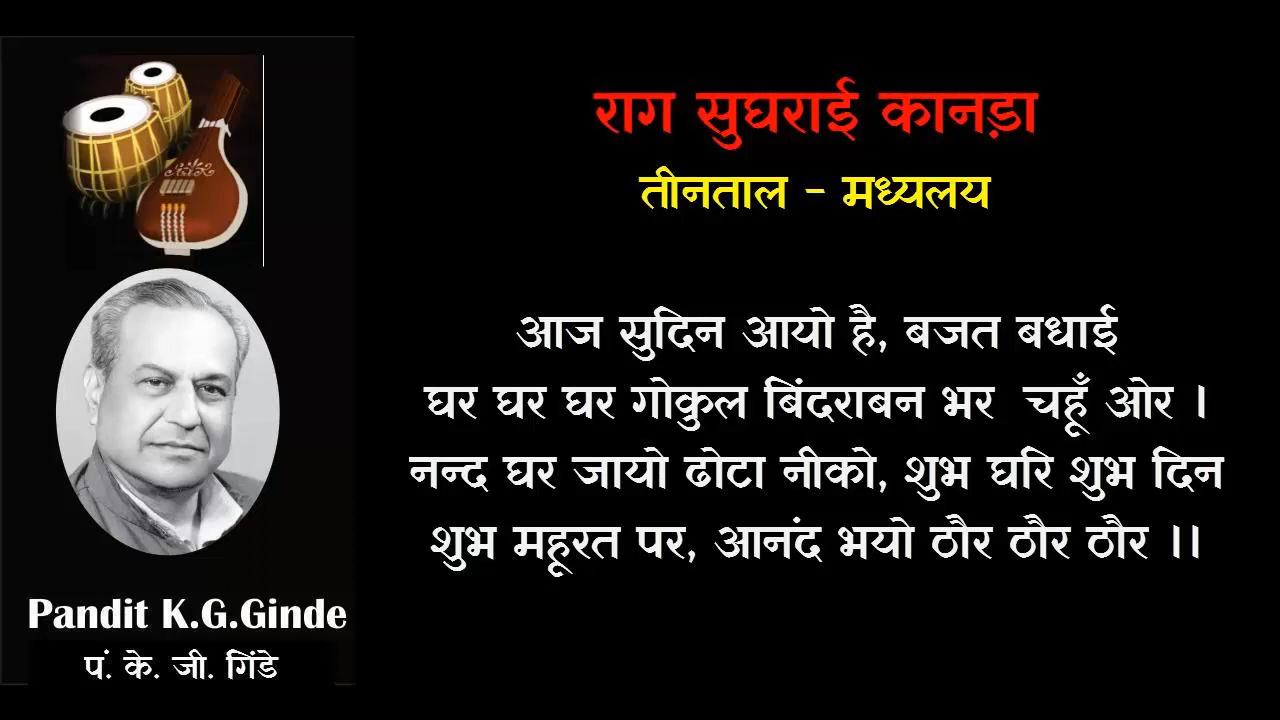 राग सुघराई कानड़ा
तीनताल - मध्यलय
आज सुदिन आयो है, बजत बधाई
घर घर घर गोकुल बिंदराबन भर चहूँ ओर ।
नन्द घर जायो ढोटा नीको, शुभ घरि शुभ दिन
शुभ महूरत पर, आनंद भयो ठौर ठौर ठौर ।।
Pandit K.G.Ginde
पं. के. जी. गिंडे